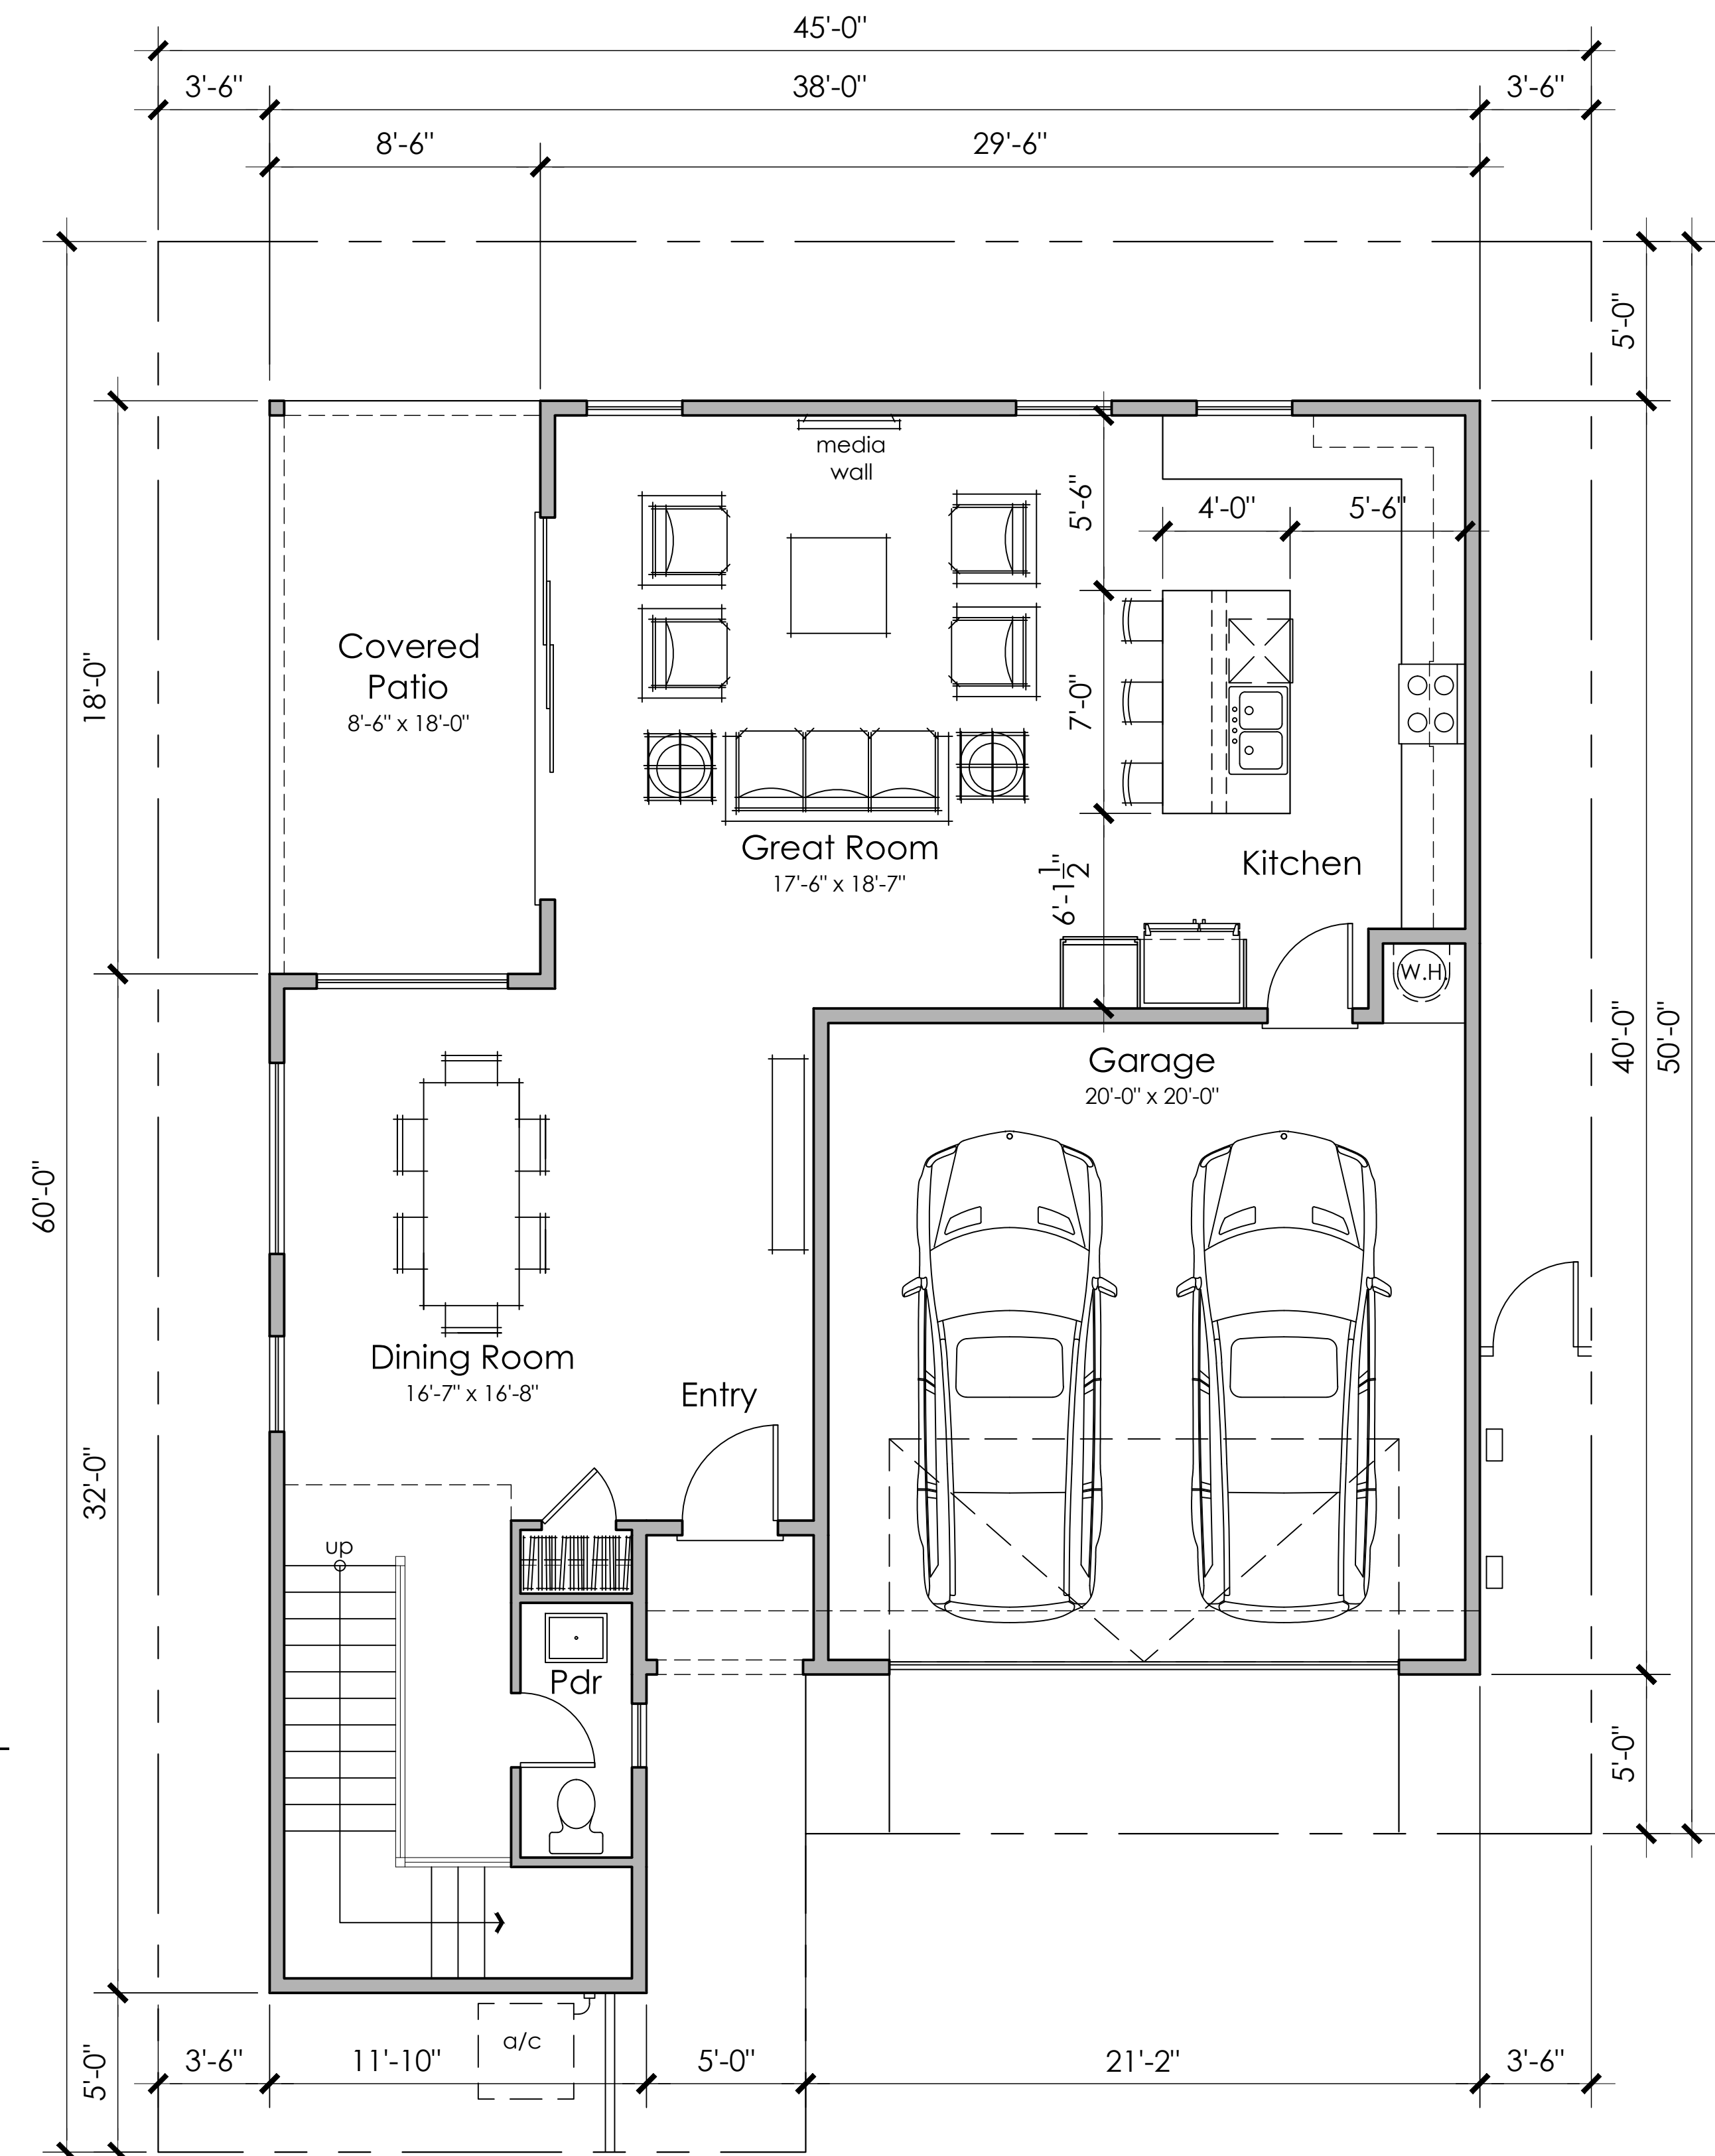 45'-0"
3'-6"
38'-0"
3'-6"
8'-6"
29'-6"
5'-0"
media
wall
5'-6"
4'-0"
5'-6"
Covered
Patio
8'-6" x 18'-0"
18'-0"
7'-0"
Great Room
17'-6" x 18'-7"
Kitchen
6'-1 1/2"
W.H.
40'-0"
50'-0"
Garage
20'-0" x 20'-0"
60'-0"
Dining Room
16'-7" x 16'-8"
Entry
32'-0"
up
Pdr
5'-0"
a/c
5'-0"
3'-6"
11'-10"
5'-0"
21'-2"
3'-6"